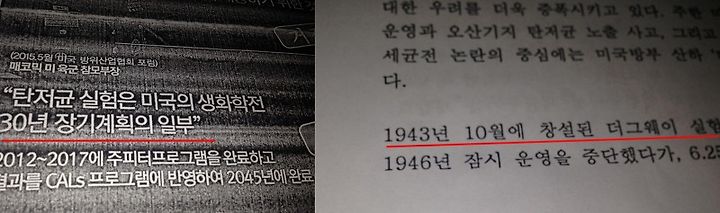 (2015.5월 미국 방위산업협회 포럼)
매코믹 미 육군 참모부장
“탄저균 실험은 미국의 생화학전
30년 장기계획의 일부”
2012~2017에 주피터프로그램을 완료하고
결과를 CALs 프로그램에 반영하여 2045년에 완료
대한 우려를 더욱 증폭시키고 있다. 주한
운영과 오산기지 탄저균 노출 사고, 그리고
세균전 논란의 중심에는 미국방부 산하
다.
1943년 10월에 창설된 더그웨이 실험
1946년 잠시 운영을 중단했다가, 6.25